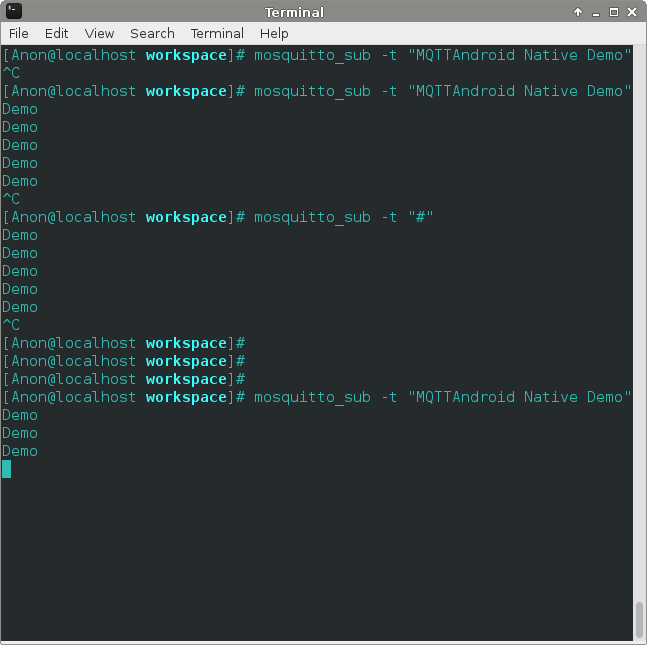 Terminal
File Edit View Search Terminal Help
[Anon@localhost workspace]# mosquitto_sub -t "MQTTAndroid Native Demo"
^C
[Anon@localhost workspace]# mosquitto_sub -t "MQTTAndroid Native Demo"
Demo
Demo
Demo
Demo
Demo
^C
[Anon@localhost workspace]# mosquitto_sub -t "#"
Demo
Demo
Demo
Demo
Demo
^C
[Anon@localhost workspace]#
[Anon@localhost workspace]#
[Anon@localhost workspace]#
[Anon@localhost workspace]# mosquitto_sub -t "MQTTAndroid Native Demo"
Demo
Demo
Demo